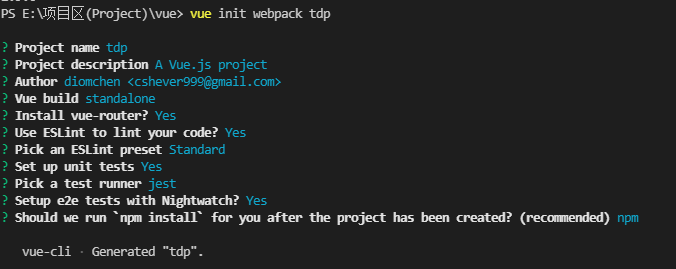 PS E:\项目区(Project)\vue> vue init webpack tdp
? Project name tdp
? Project description A Vue.js project
? Author diomchen <cshever999@gmail.com>
? Vue build standalone
? Install vue-router? Yes
? Use ESLint to lint your code? Yes
? Pick an ESLint preset Standard
? Set up unit tests Yes
? Pick a test runner jest
? Setup e2e tests with Nightwatch? Yes
? Should we run `npm install` for you after the project has been created? (recommended) npm
vue-cli · Generated "tdp".